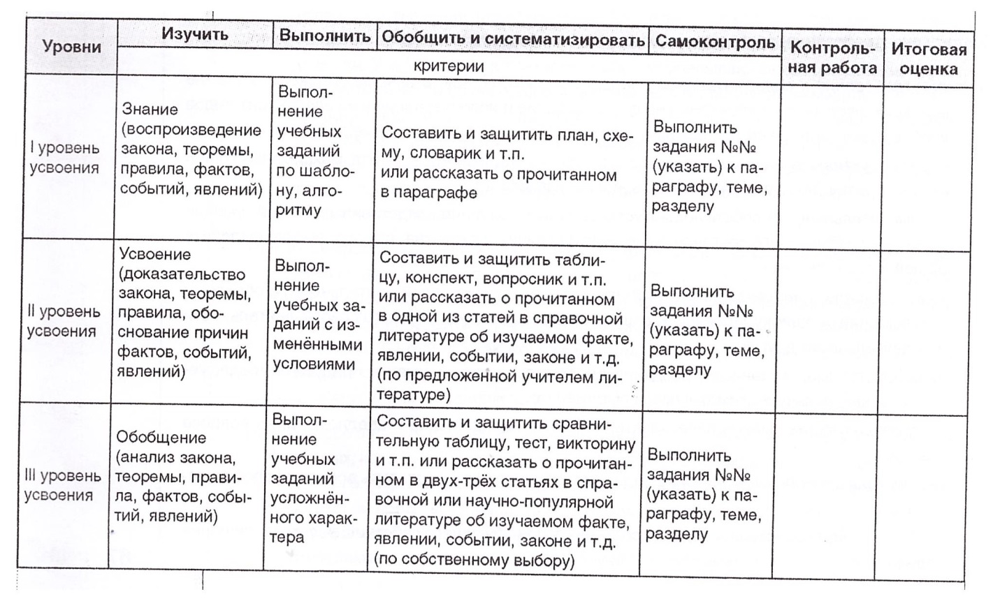 Уровни
Изучить
Выполнить
Обобщить и систематизировать
Самоконтроль
Контроль-
ная работа
Итоговая
оценка
критерии
I уровень
усвоения
Знание
(воспроизведение
закона, теоремы,
правила, фактов,
событий, явлений)
Выпол-
нение
учебных
заданий
по шабло-
ну, алго-
ритму
Составить и защитить план, схе-
му, словарик и т.п.
или рассказать о прочитанном
в параграфе
Выполнить
задания №№
(указать) к па-
раграфу, теме,
разделу
II уровень
усвоения
Усвоение
(доказательство
закона, теоремы,
правила, обо-
снование причин
фактов, событий,
явлений)
Выпол-
нение
учебных за-
даний с из-
менёнными
условиями
Составить и защитить табли-
цу, конспект, вопросник и т.п.
или рассказать о прочитанном
в одной из статей в справочной
литературе об изучаемом факте,
явлении, событии, законе и т.д.
(по предложенной учителем ли-
тературе)
Выполнить
задания №№
(указать) к па-
раграфу, теме,
разделу
III уровень
усвоения
Обобщение
(анализ закона,
теоремы, прави-
ла, фактов, собы-
тий, явлений)
Выпол-
нение
учебных
заданий
усложнён-
ного харак-
тера
Составить и защитить сравни-
тельную таблицу, тест, викторину
и т.п. или рассказать о прочитан-
ном в двух-трёх статьях в спра-
вочной или научно-популярной
литературе об изучаемом факте,
явлении, событии, законе и т.д.
(по собственному выбору)
Выполнить
задания №№
(указать) к па-
раграфу, теме,
разделу